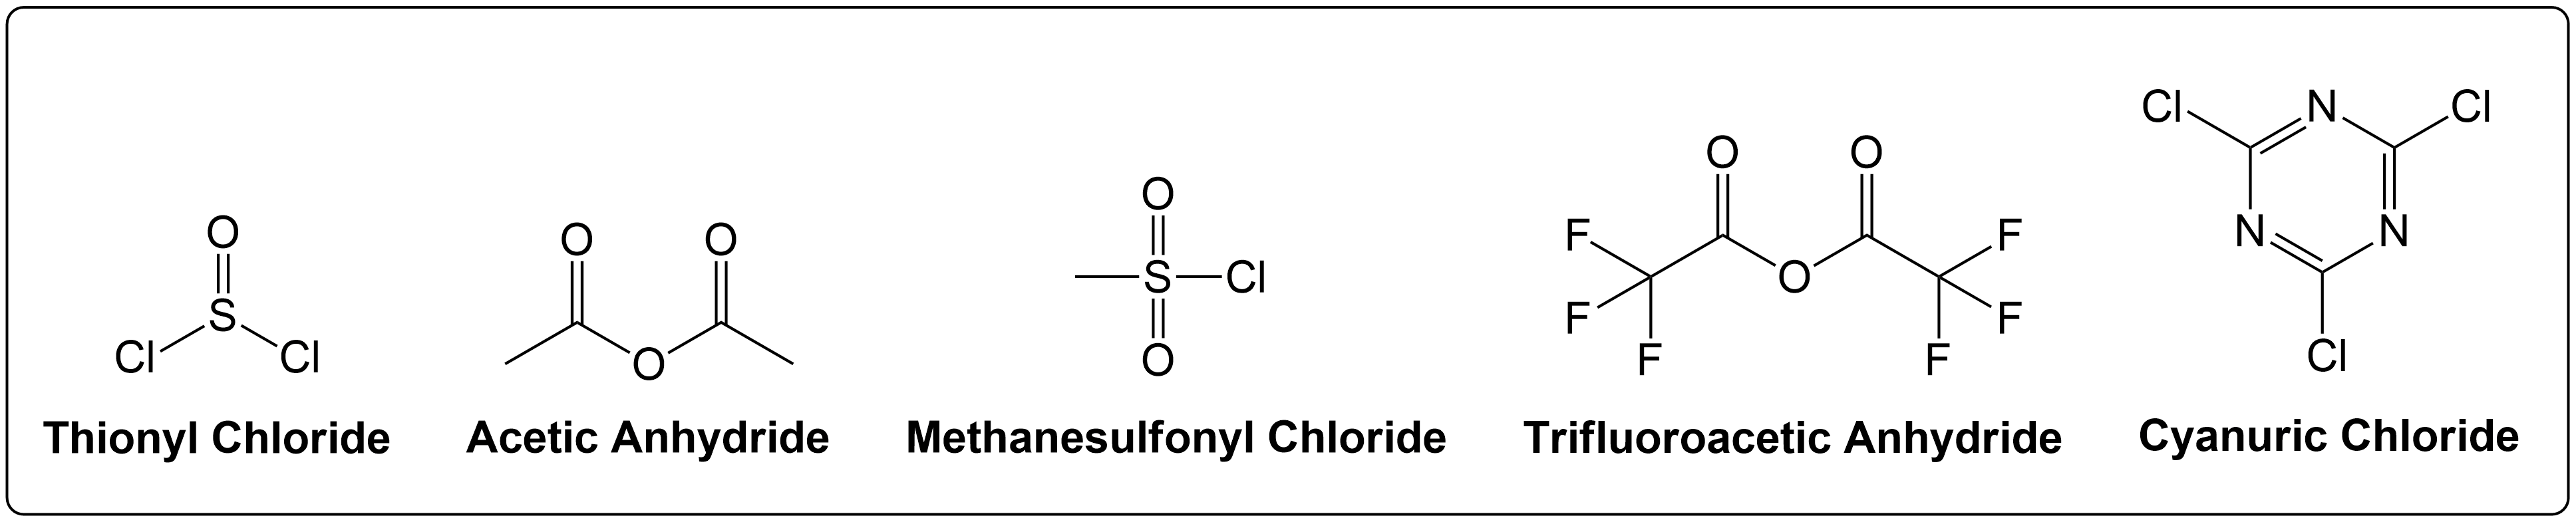 O
S
Cl
Cl
Thionyl Chloride
O
O
O
Acetic Anhydride
O
S
Cl
O
Methanesulfonyl Chloride
O
O
F
F
F
O
F
F
F
Trifluoroacetic Anhydride
Cl
N
Cl
N
N
Cl
Cyanuric Chloride